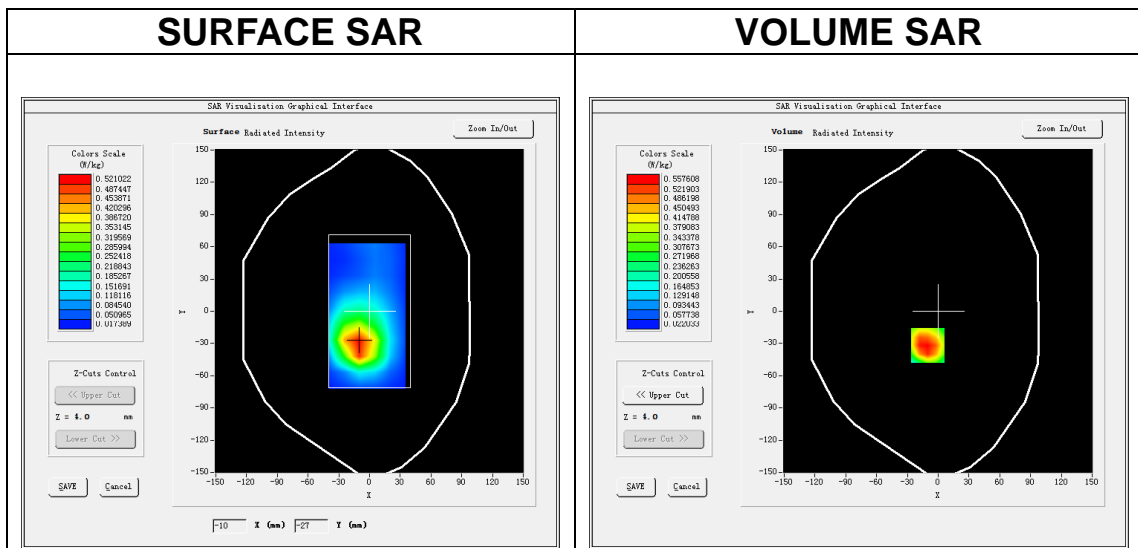 SURFACE SAR
VOLUME SAR
SAR Visualisation Graphical Interface
Surface Radiated Intensity
Zoom In/Out
Colors Scale
(W/kg)
0.521022
0.487447
0.453871
0.420296
0.386720
0.353145
0.319569
0.285994
0.252418
0.218843
0.185267
0.151691
0.118116
0.084540
0.050965
0.017389
150
120
90
60
30
0
-30
-60
-90
-120
-150
Y
-150 -120 -90 -60 -30 0 30 60 90 120 150
X
Z-Cuts Control
<< Upper Cut
Z = 4.0 mm
Lower Cut >>
SAVE Cancel
-10 X (mm) -27 Y (mm)
SAR Visualisation Graphical Interface
Volume Radiated Intensity
Zoom In/Out
Colors Scale
(W/kg)
0.557608
0.521903
0.486198
0.450493
0.414788
0.379083
0.343378
0.307673
0.271968
0.236263
0.200558
0.164853
0.129148
0.093443
0.057738
0.022033
150
120
90
60
30
0
-30
-60
-90
-120
-150
Y
-150 -120 -90 -60 -30 0 30 60 90 120 150
X
Z-Cuts Control
<< Upper Cut
Z = 4.0 mm
Lower Cut >>
SAVE Cancel